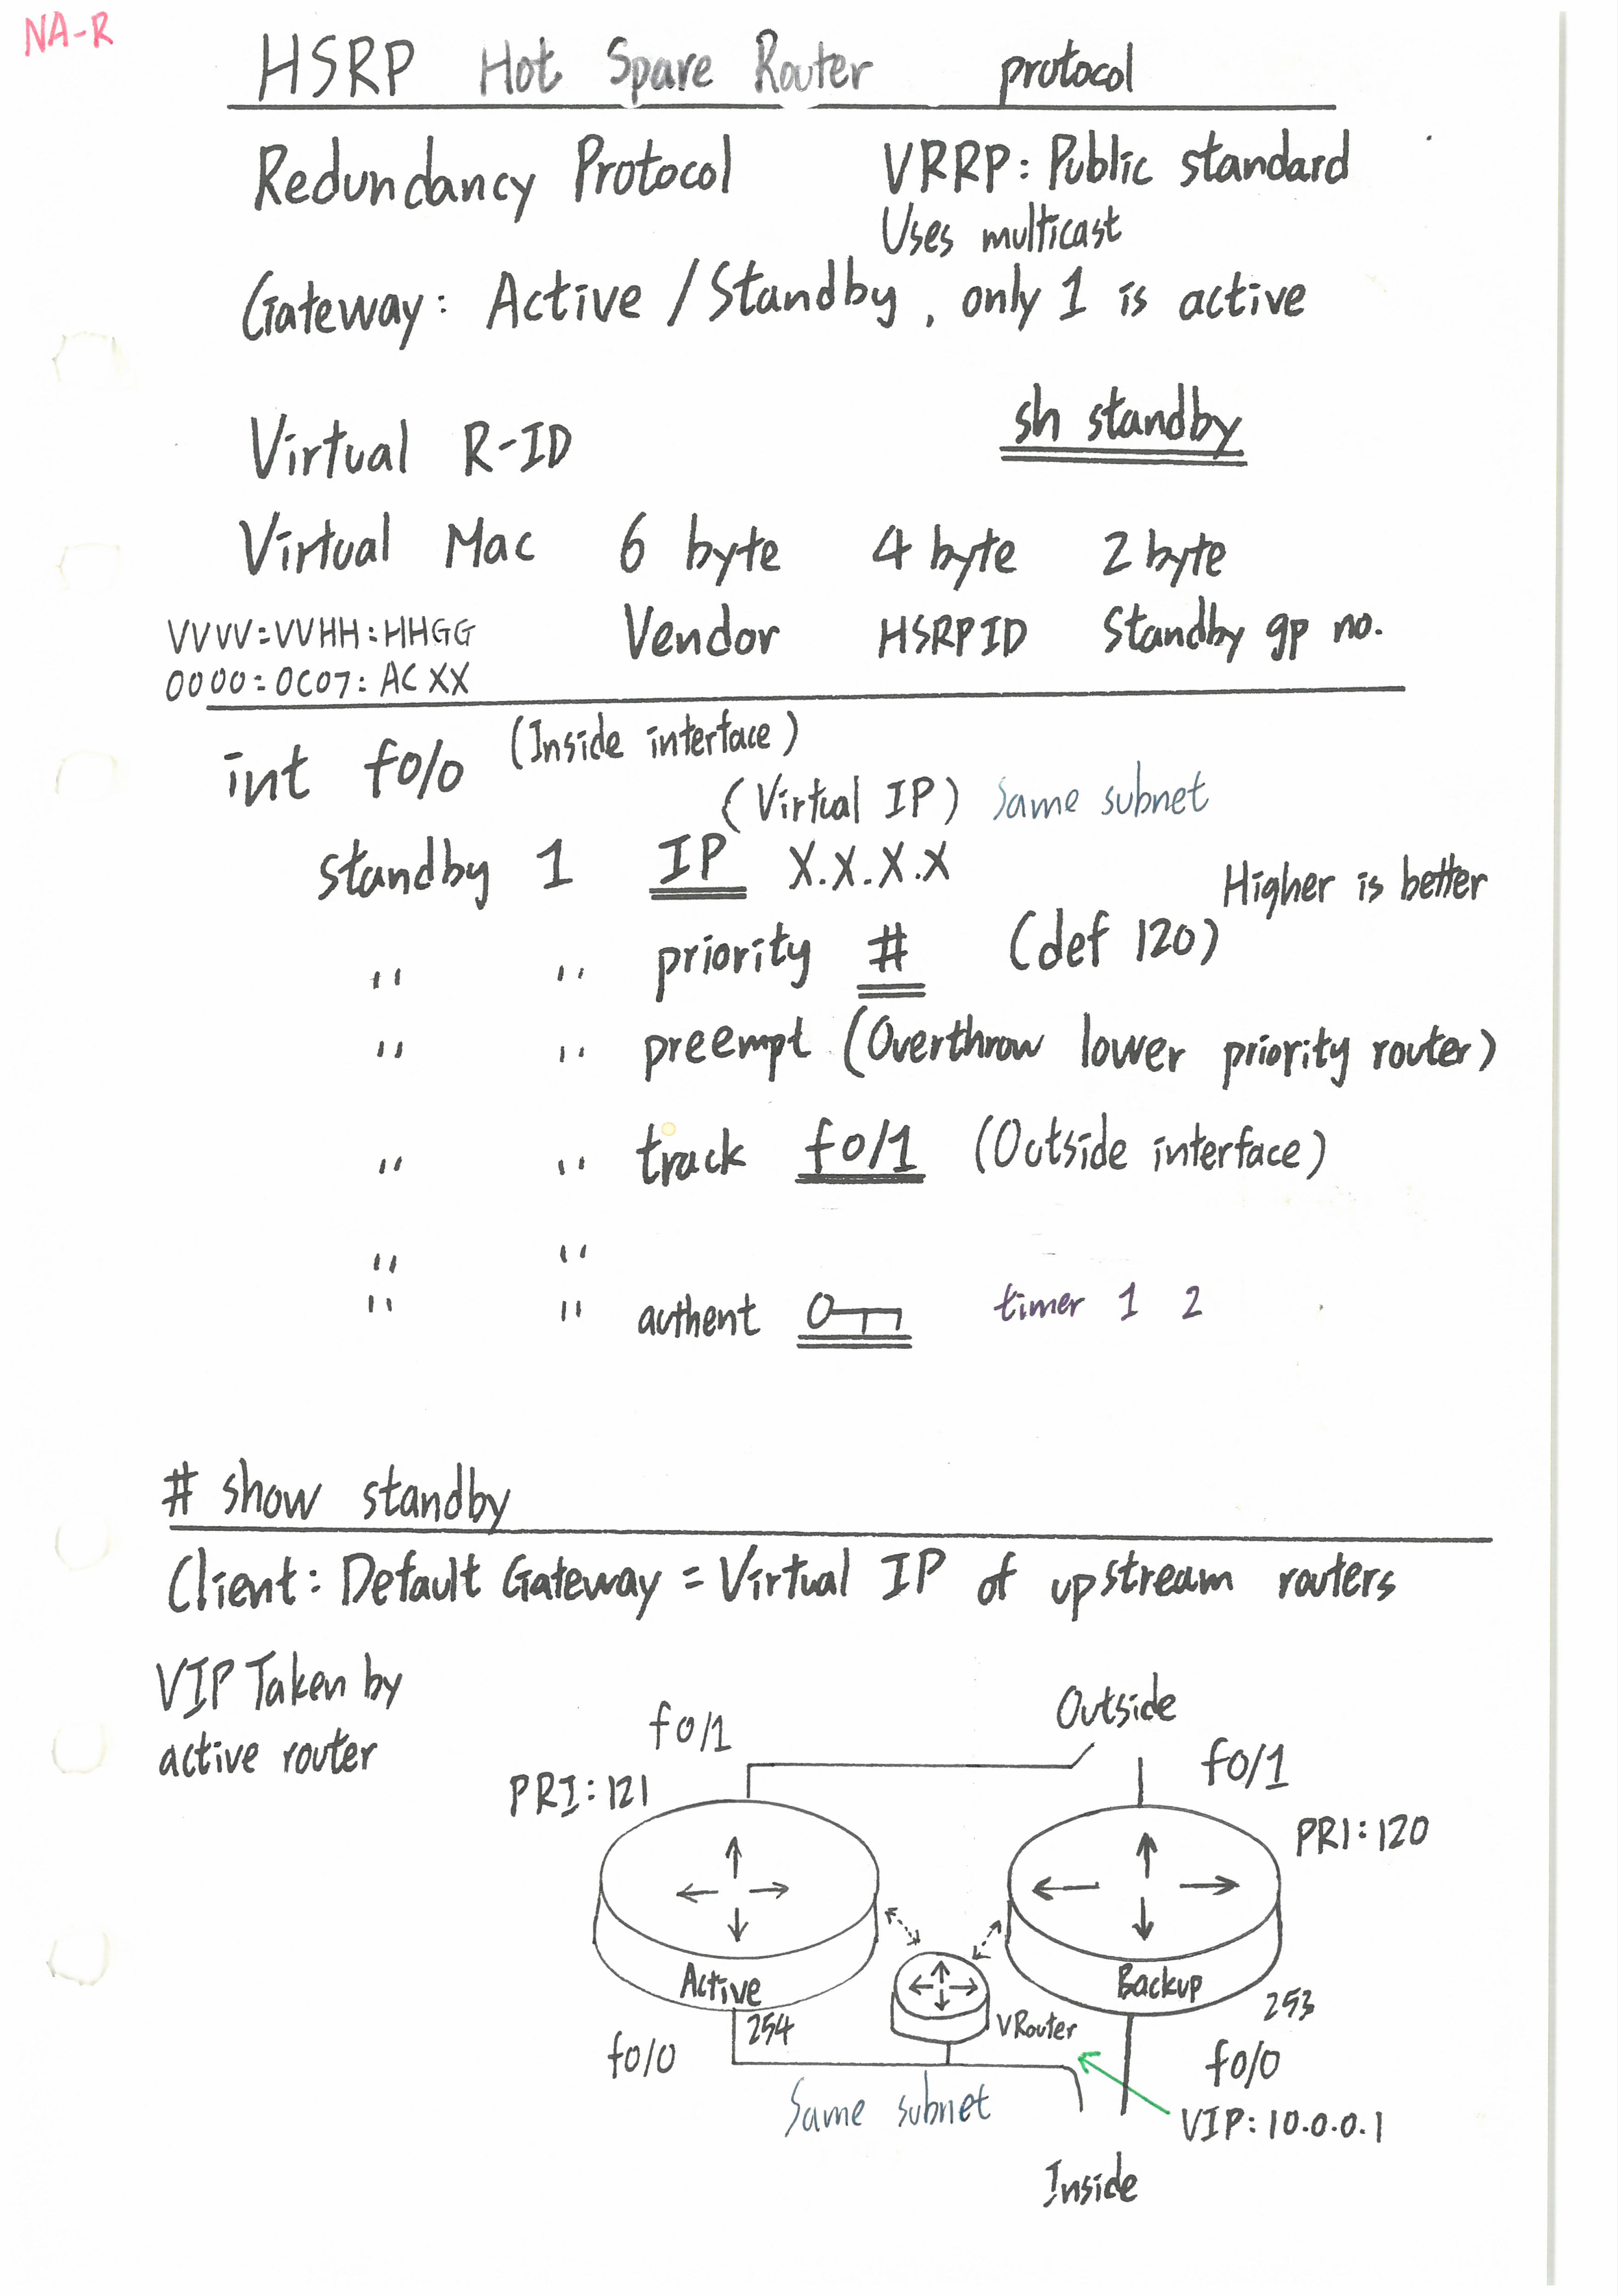 NA-R
HSRP Hot Spare Router protocol
Redundancy Protocol VRRP: Public standard
Uses multicast
Gateway: Active / Standby, only 1 is active
sh standby
Virtual R-ID
Virtual Mac 6 byte 4 byte 2 byte
VVVV:VVHH:HHGG Vendor HSRPID Standby gp no.
0000:0C07:ACXX
int f0/0 (Inside interface)
(Virtual IP) Same subnet
standby 1 IP X.X.X.X
Higher is better
" " priority # (def 120)
" " preempt (Overthrow lower priority router)
" " track f0/1 (Outside interface)
" "
" " authent timer 1 2
# show standby
Client: Default Gateway = Virtual IP of upstream routers
VIP Taken by
active router
f0/1 Outside
f0/1
PRI:121
PRI:120
Active Backup
254 VRouter 253
f0/0 f0/0
Same subnet VIP:10.0.0.1
Inside